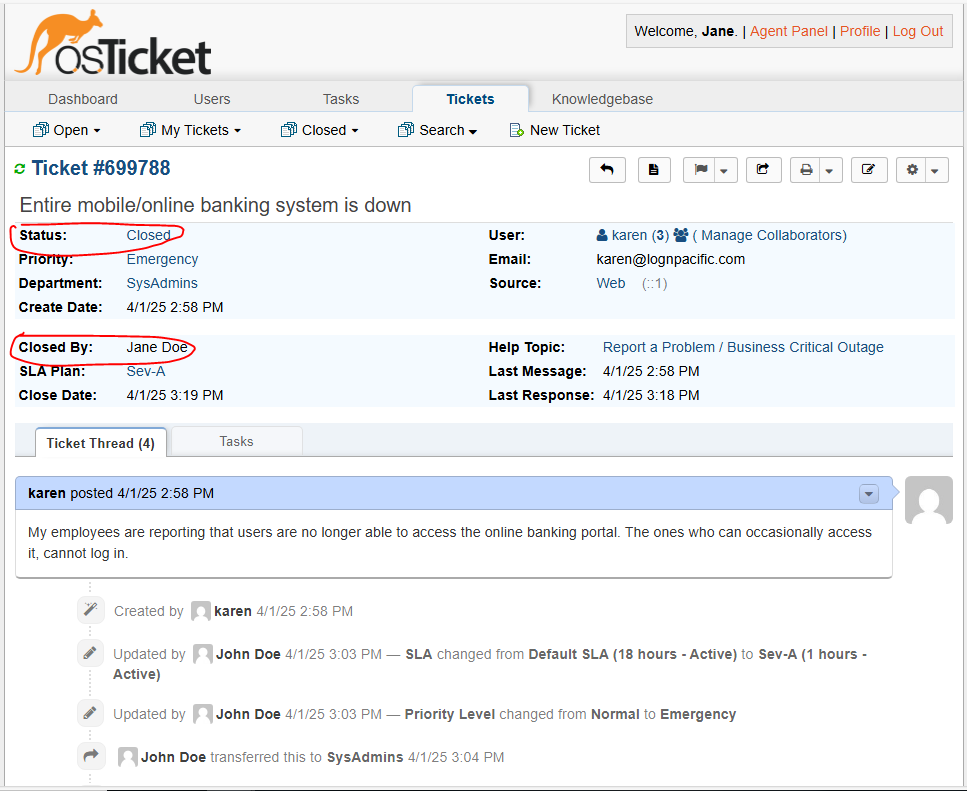 osTicket
Welcome, Jane. | Agent Panel | Profile | Log Out
Dashboard Users Tasks Tickets Knowledgebase
Open My Tickets Closed Search New Ticket
Ticket #699788
Entire mobile/online banking system is down
Status: Closed User: karen (3) ( Manage Collaborators)
Priority: Emergency Email: karen@lognpacific.com
Department: SysAdmins Source: Web (::1)
Create Date: 4/1/25 2:58 PM
Closed By: Jane Doe Help Topic: Report a Problem / Business Critical Outage
SLA Plan: Sev-A Last Message: 4/1/25 2:58 PM
Close Date: 4/1/25 3:19 PM Last Response: 4/1/25 3:18 PM
Ticket Thread (4) Tasks
karen posted 4/1/25 2:58 PM
My employees are reporting that users are no longer able to access the online banking portal. The ones who can occasionally access
it, cannot log in.
Created by karen 4/1/25 2:58 PM
Updated by John Doe 4/1/25 3:03 PM — SLA changed from Default SLA (18 hours - Active) to Sev-A (1 hours -
Active)
Updated by John Doe 4/1/25 3:03 PM — Priority Level changed from Normal to Emergency
John Doe transferred this to SysAdmins 4/1/25 3:04 PM